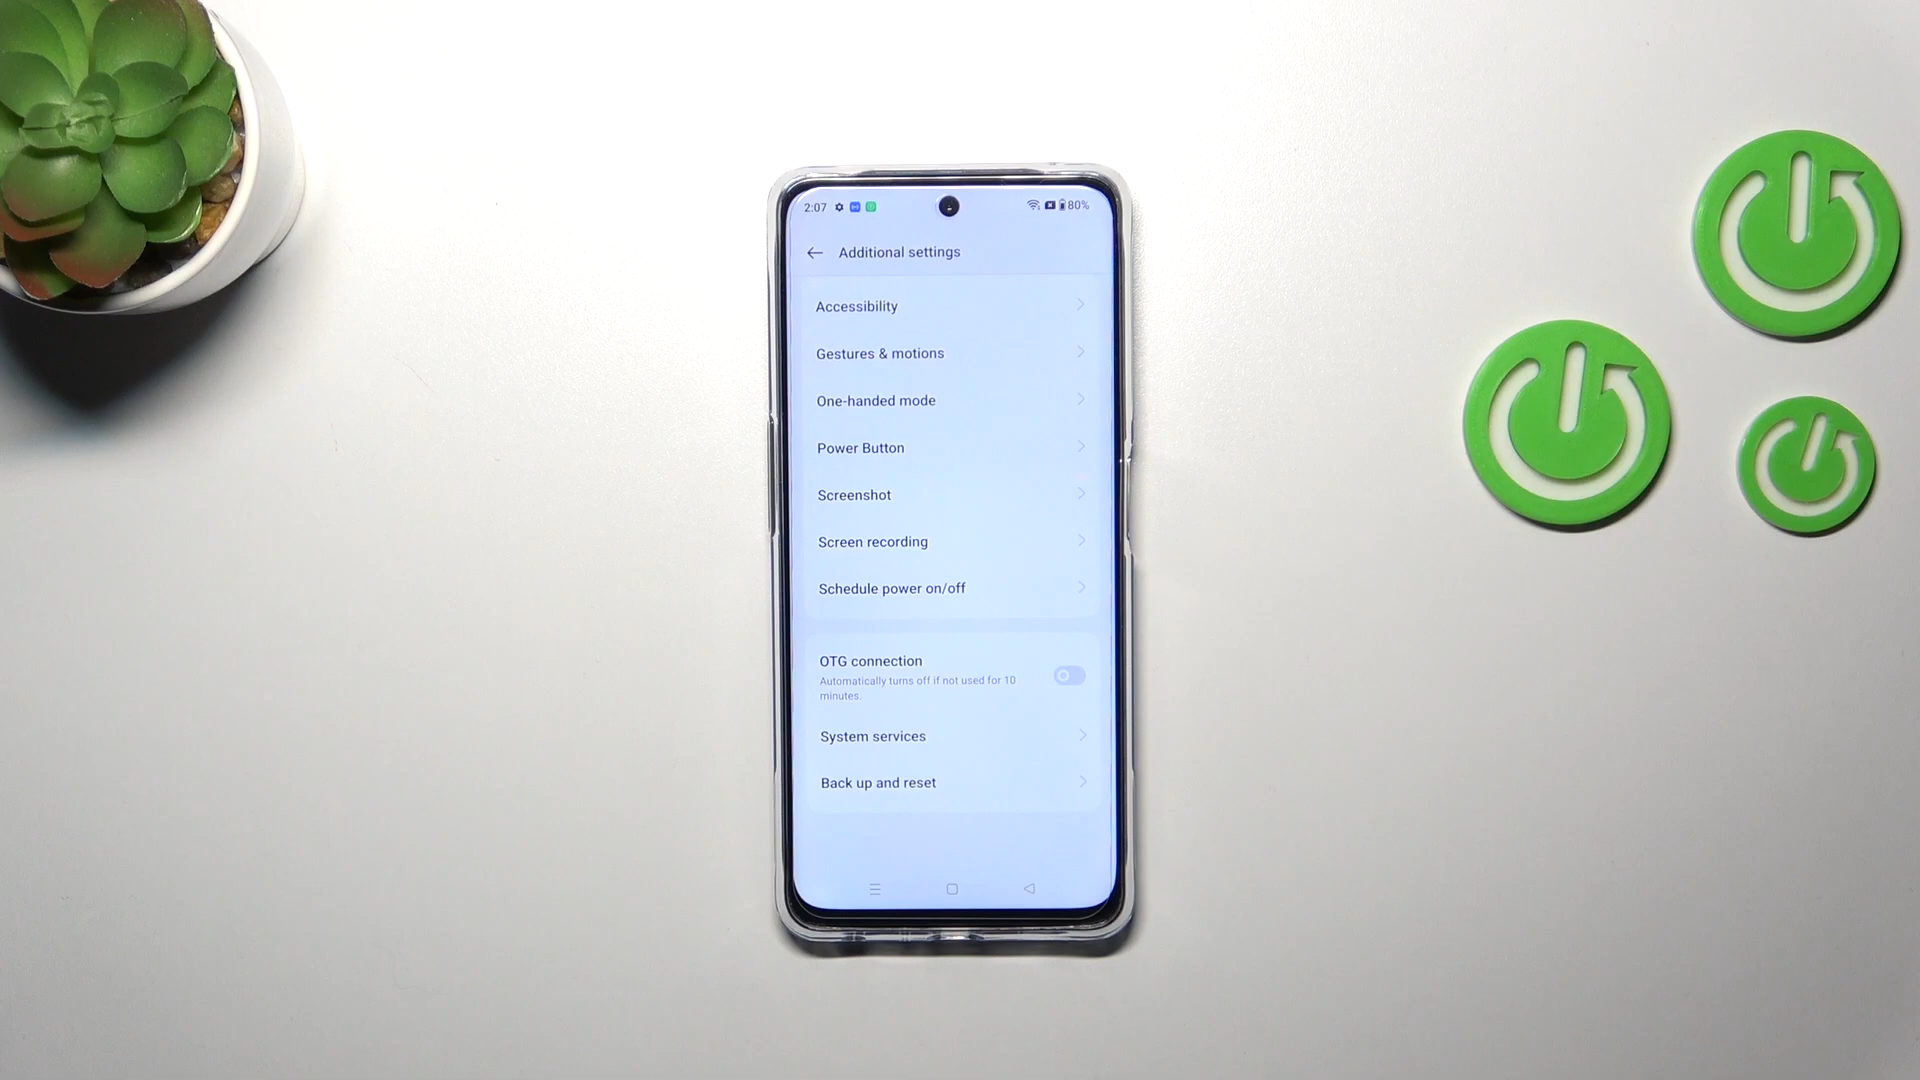 2:07 80%
Additional settings
Accessibility
Gestures & motions
One-handed mode
Power Button
Screenshot
Screen recording
Schedule power on/off
OTG connection
Automatically turns off if not used for 10
minutes.
System services
Back up and reset